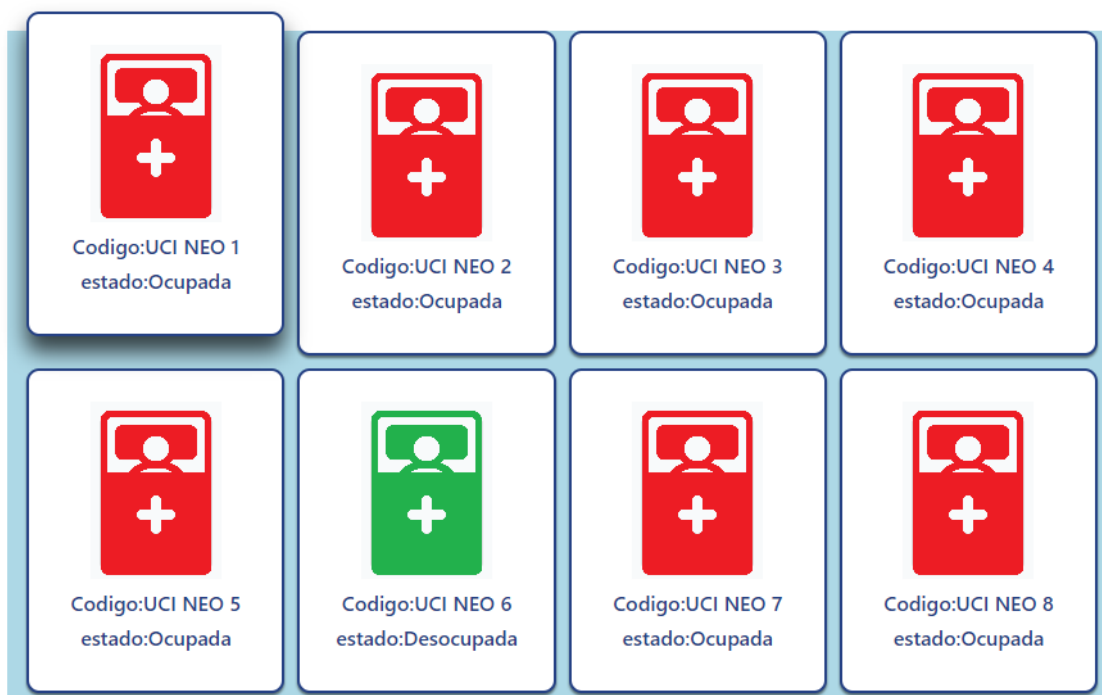 Codigo:UCI NEO 1
estado:Ocupada
Codigo:UCI NEO 2
estado:Ocupada
Codigo:UCI NEO 3
estado:Ocupada
Codigo:UCI NEO 4
estado:Ocupada
Codigo:UCI NEO 5
estado:Ocupada
Codigo:UCI NEO 6
estado:Desocupada
Codigo:UCI NEO 7
estado:Ocupada
Codigo:UCI NEO 8
estado:Ocupada